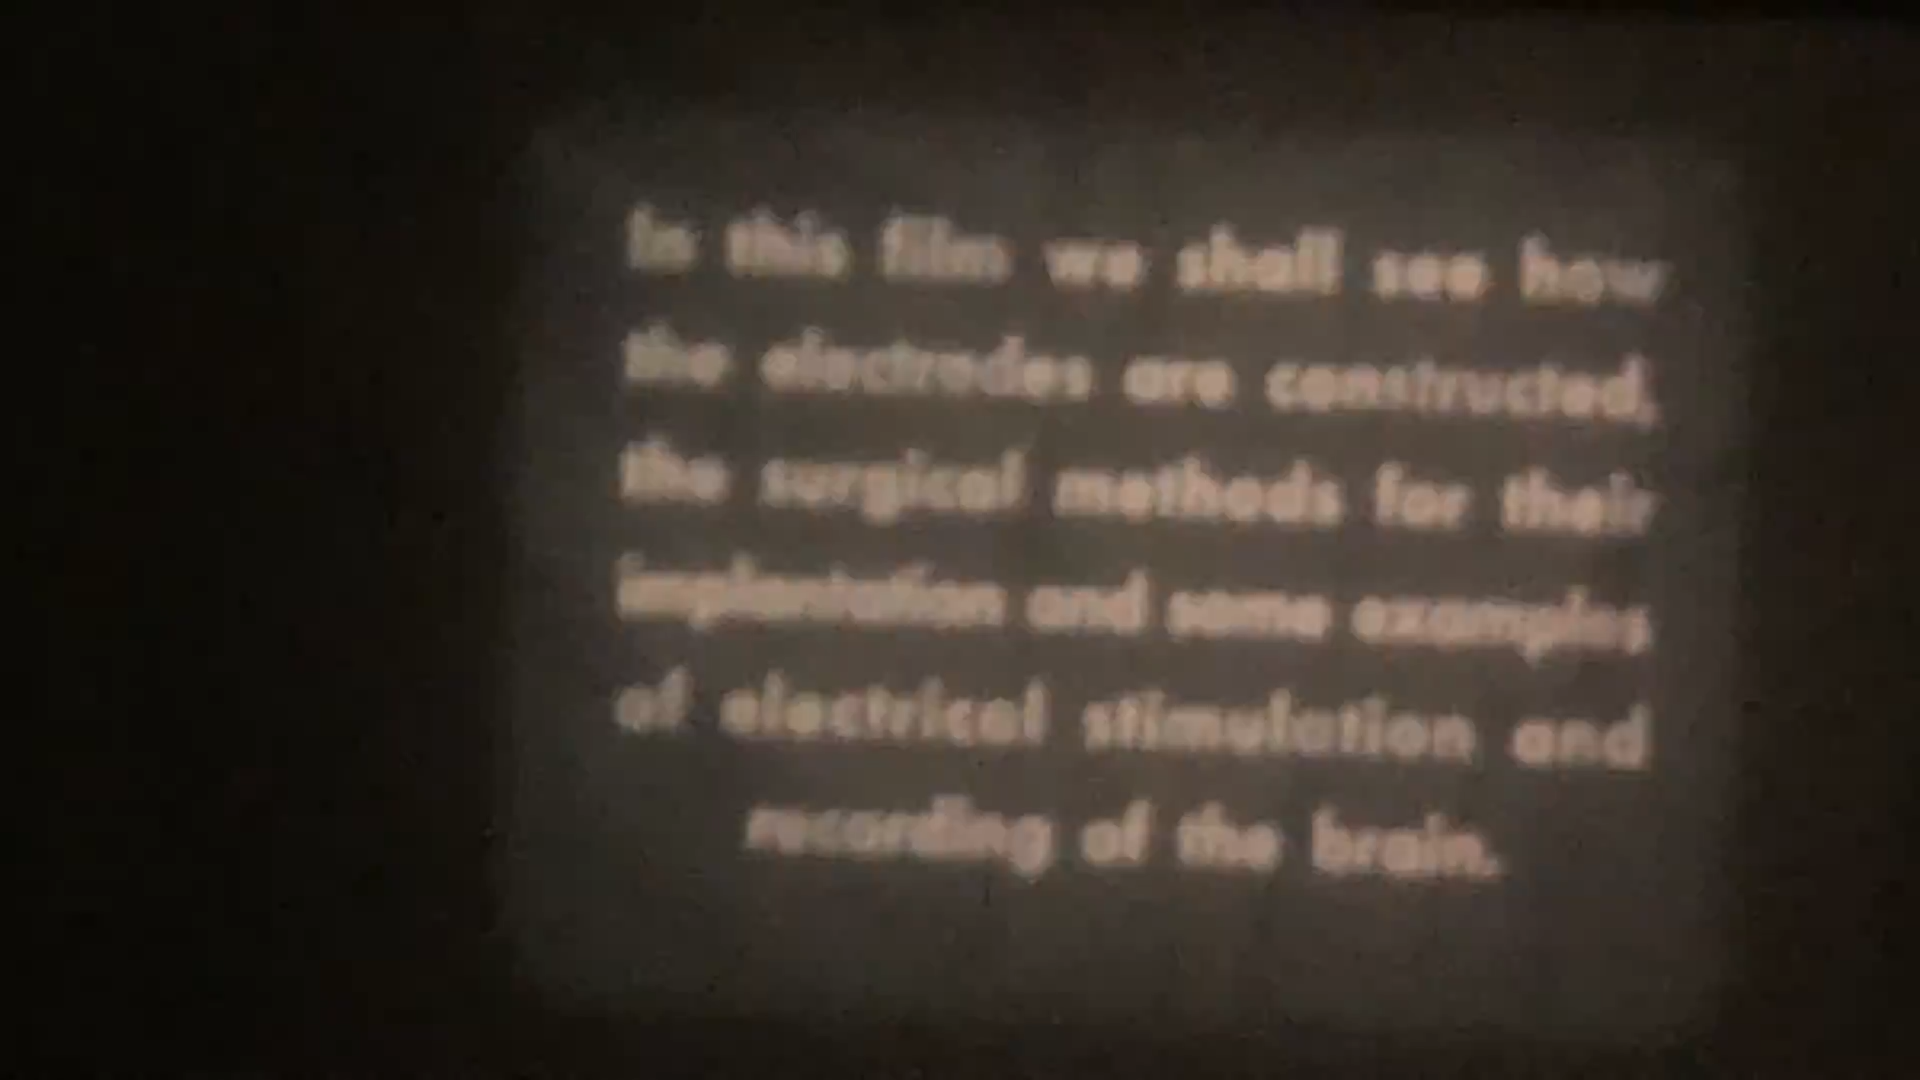 In this film we shall see how
the electrodes are constructed,
the surgical methods for their
implantation and some examples
of electrical stimulation and
recording of the brain.